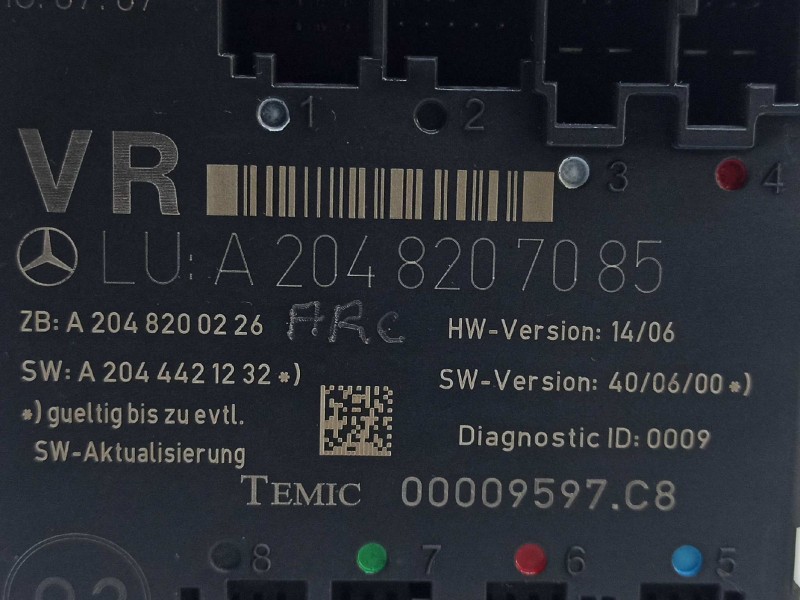 1 2
3 4
VR
LU: A 204 820 70 85
ZB: A 204 820 02 26 ARC HW-Version: 14/06
SW: A 204 442 12 32 *) SW-Version: 40/06/00 *)
*) gueltig bis zu evtl.
SW-Aktualisierung
Diagnostic ID: 0009
TEMIC 00009597.C8
8 7 6 5